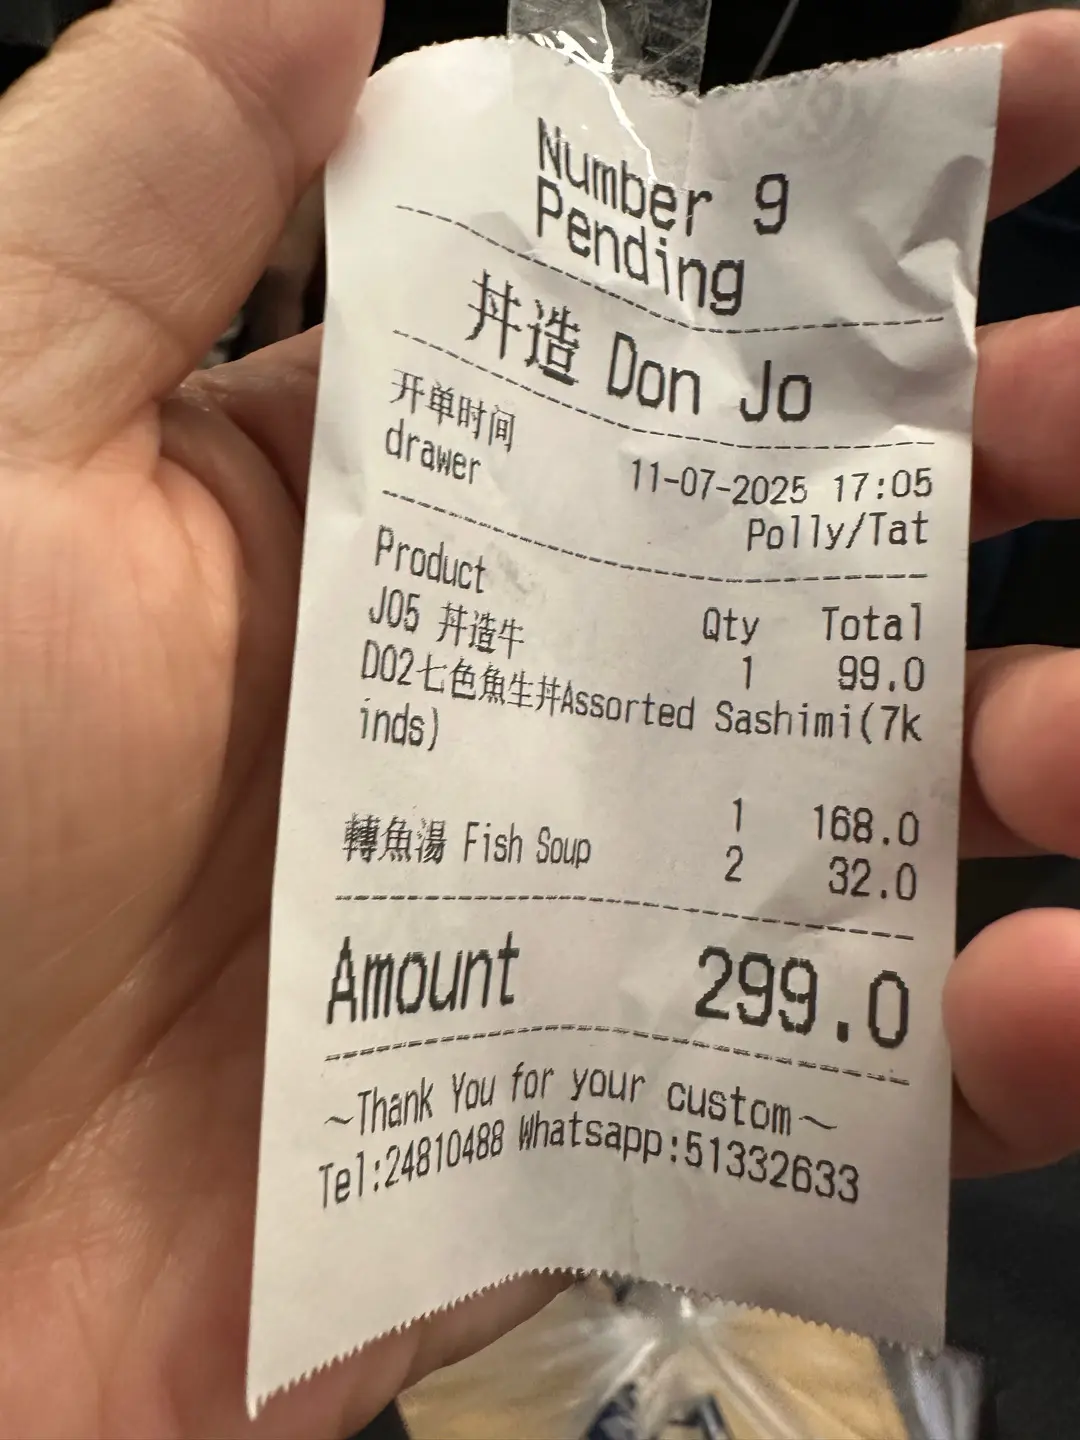 Number 9
Pending
丼造 Don Jo
开单时间 11-07-2025 17:05
drawer Polly/Tat
Product Qty Total
J05 丼造牛 1 99.0
D02七色魚生丼Assorted Sashimi(7k
inds)
1 168.0
轉魚湯 Fish Soup 2 32.0
Amount 299.0
~Thank You for your custom~
Tel:24810488 Whatsapp:51332633